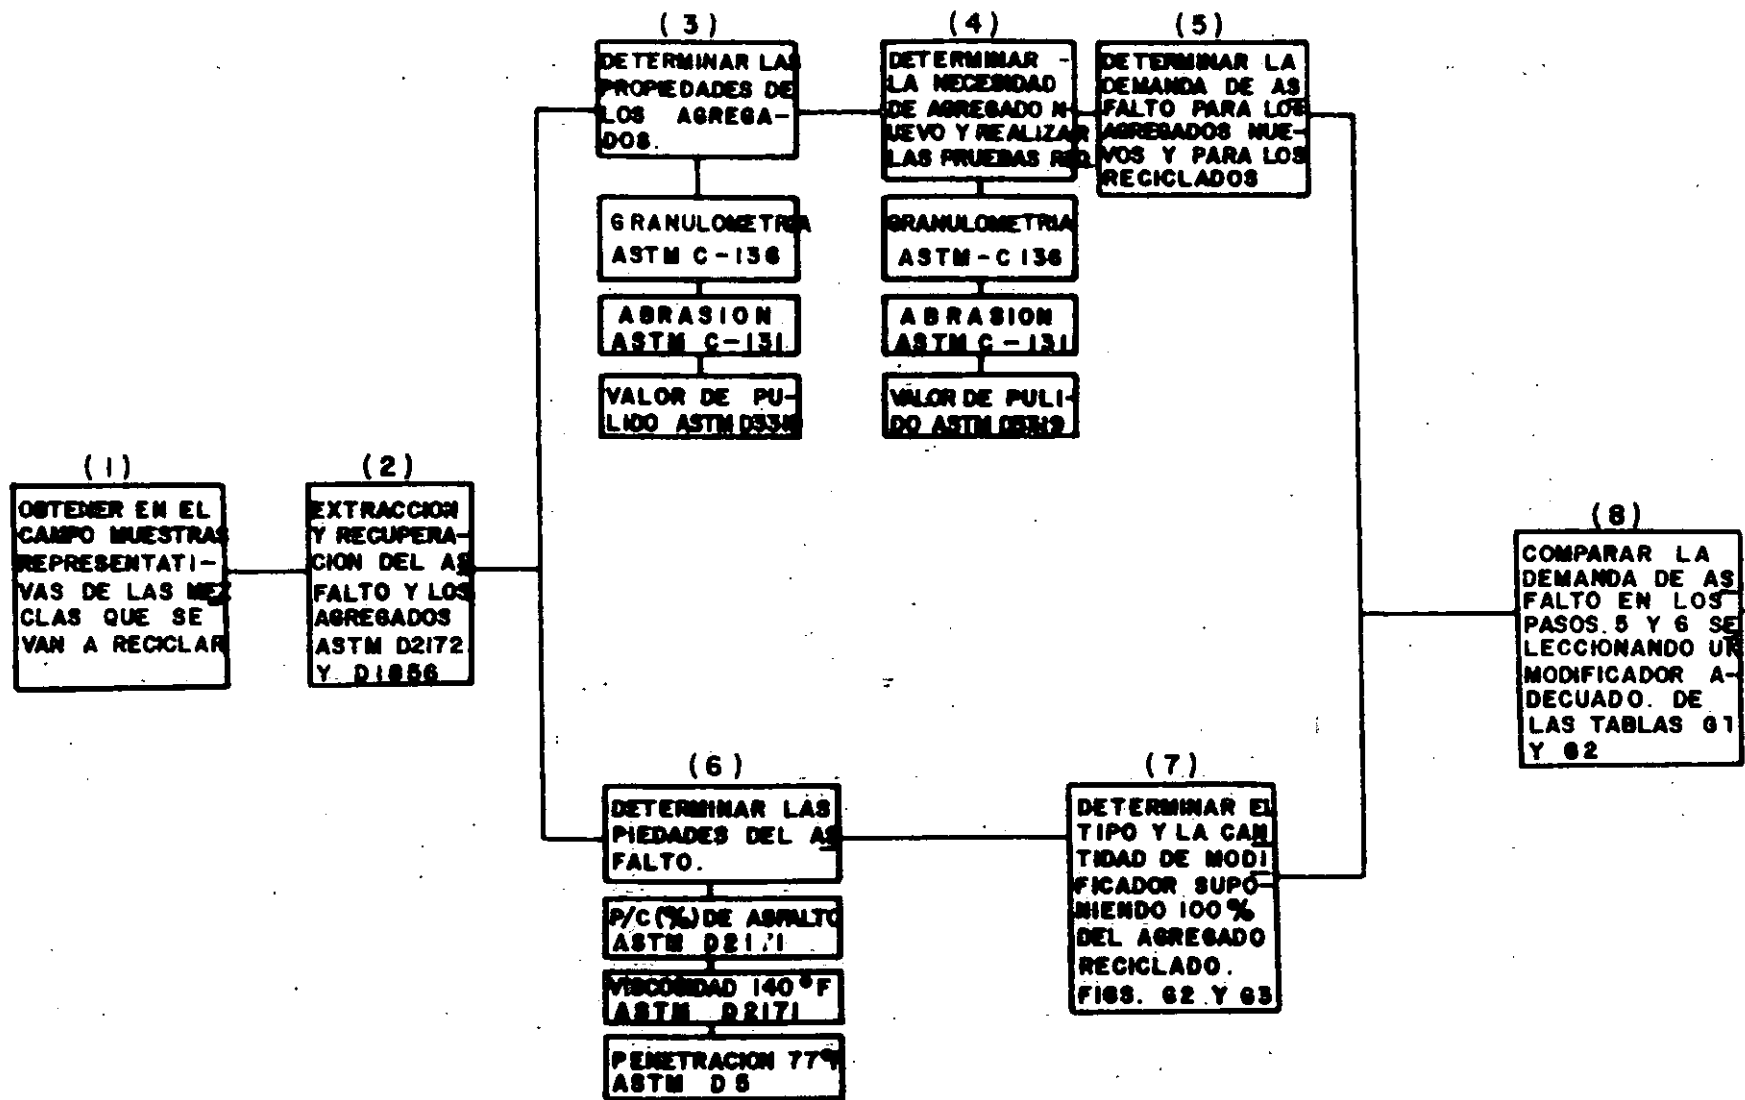 (3)
DETERMINAR LAS
PROPIEDADES DE
LOS AGREGA-
DOS.
GRANULOMETRIA
ASTM C-136
ABRASION
ASTM C-131
VALOR DE PU-
LIDO ASTM
(4)
DETERMINAR -
LA NECESIDAD
DE AGREGADO N-
UEVO Y REALIZAR
LAS PRUEBAS REQ
GRANULOMETRIA
ASTM-C 136
ABRASION
ASTM C-131
VALOR DE PULI-
DO ASTM D3319
(5)
DETERMINAR LA
DEMANDA DE AS
FALTO PARA LOS
AGREGADOS NUE-
VOS Y PARA LOS
RECICLADOS
(1)
OBTENER EN EL
CAMPO MUESTRAS
REPRESENTATI-
VAS DE LAS MEZ
CLAS QUE SE
VAN A RECICLAR
(2)
EXTRACCION
Y RECUPERA-
CION DEL AS
FALTO Y LOS
AGREGADOS
ASTM D2172
Y D1856
(6)
DETERMINAR LAS
PIEDADES DEL AS
FALTO.
P/C (%) DE ASFALTO
ASTM D2171
VISCOSIDAD 140°F
ASTM D2171
PENETRACION 77°F
ASTM D5
(7)
DETERMINAR EL
TIPO Y LA CAN
TIDAD DE MODI
FICADOR SUPO-
NIENDO 100%
DEL AGREGADO
RECICLADO.
FIGS. G2 Y G3
(8)
COMPARAR LA
DEMANDA DE AS
FALTO EN LOS
PASOS. 5 Y 6 SE
LECCIONANDO UN
MODIFICADOR A-
DECUADO. DE
LAS TABLAS G1
Y G2